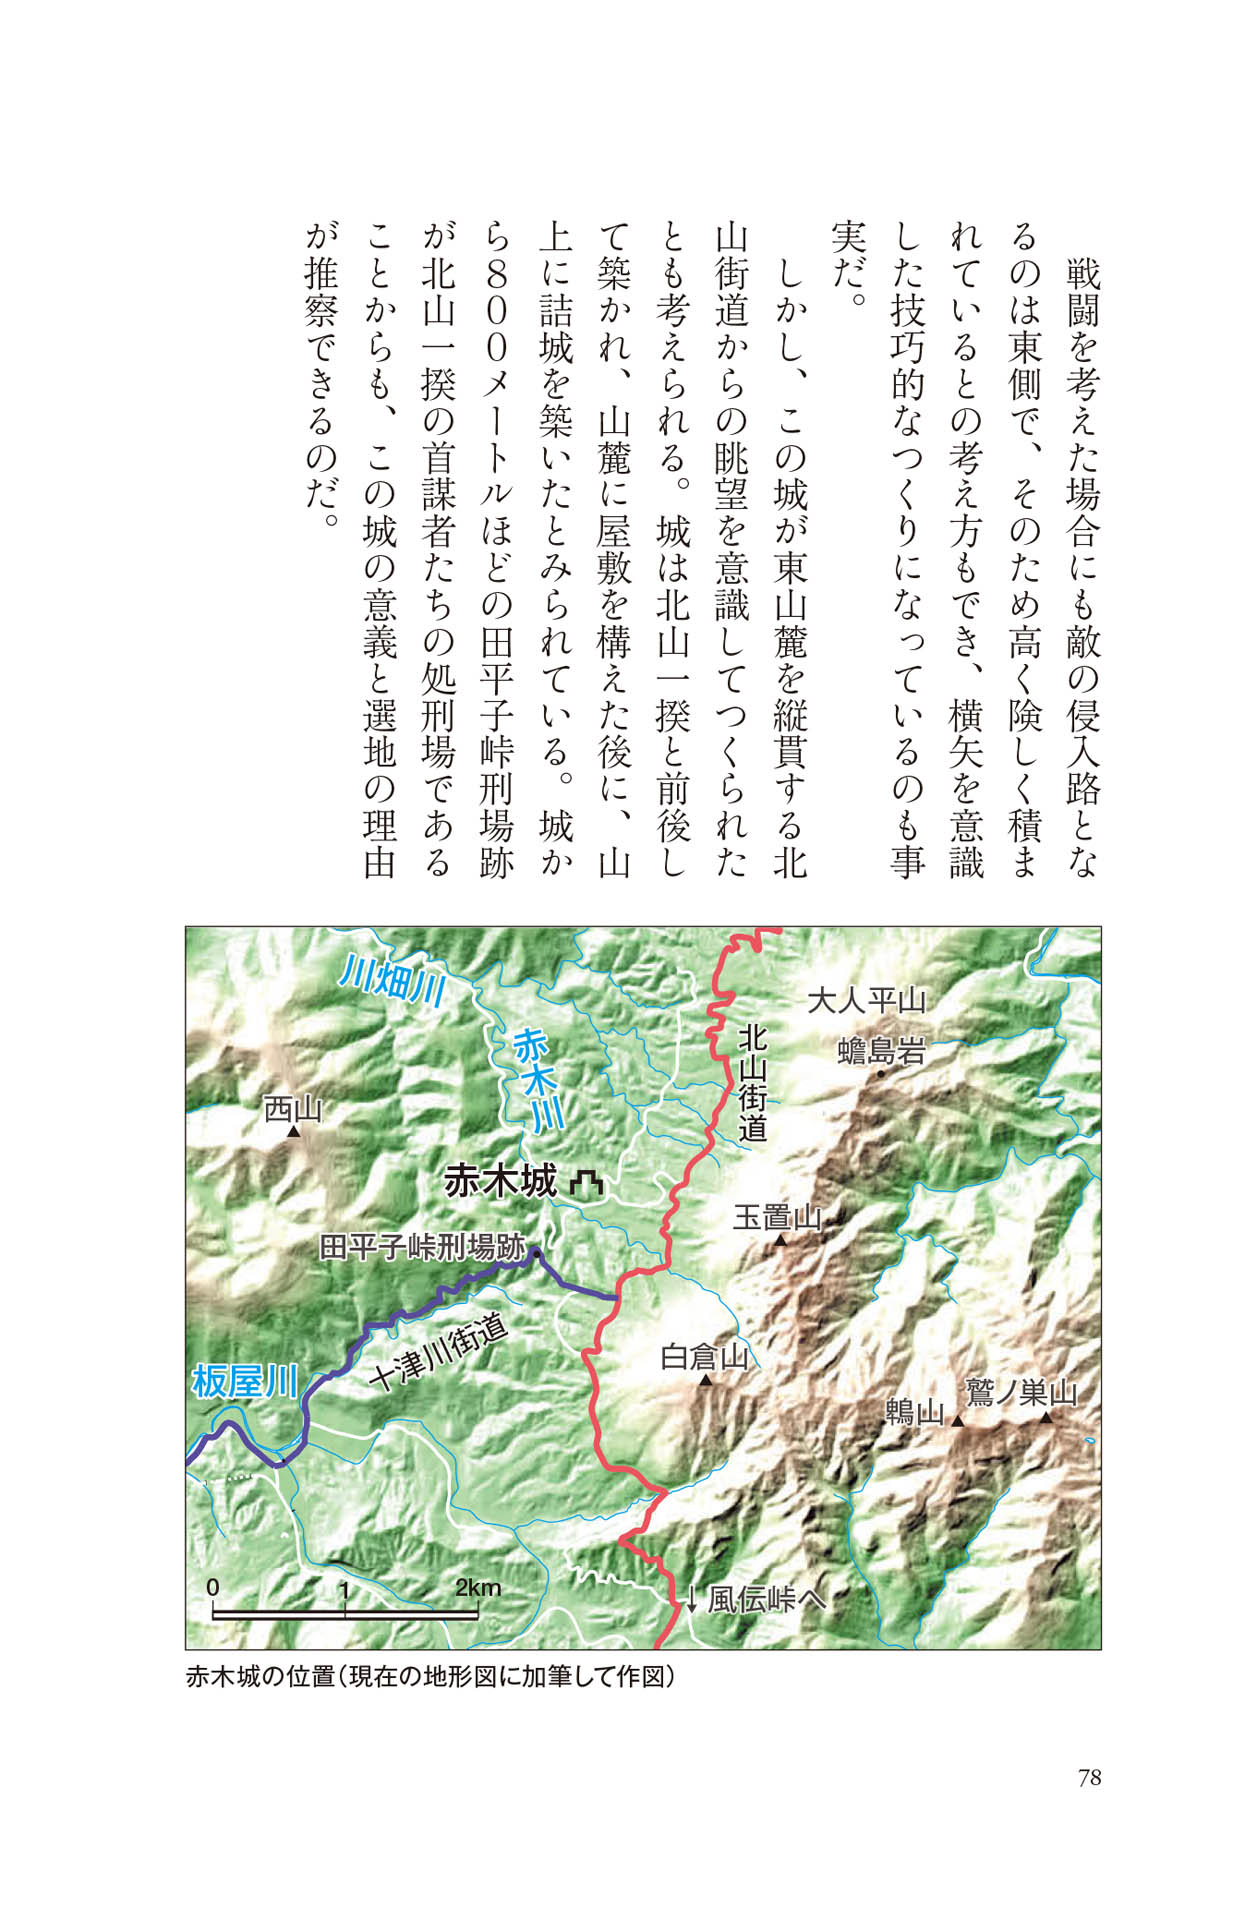 戦闘を考えた場合にも敵の侵入路とな
るのは東側で、そのため高く険しく積ま
れているとの考え方もでき、横矢を意識
した技巧的なつくりになっているのも事
実だ。
しかし、この城が東山麓を縦貫する北
山街道からの眺望を意識してつくられた
とも考えられる。城は北山一揆と前後し
て築かれ、山麓に屋敷を構えた後に、山
上に詰城を築いたとみられている。城か
ら800メートルほどの田平子峠刑場跡
が北山一揆の首謀者たちの処刑場である
ことからも、この城の意義と選地の理由
が推察できるのだ。
川畑川
赤木川
北山街道
大人平山
蟾島岩
西山
赤木城
玉置山
田平子峠刑場跡
十津川街道
白倉山
板屋川
鷲ノ巣山
鵯山
0 1 2km
↓風伝峠へ
赤木城の位置（現在の地形図に加筆して作図）
78